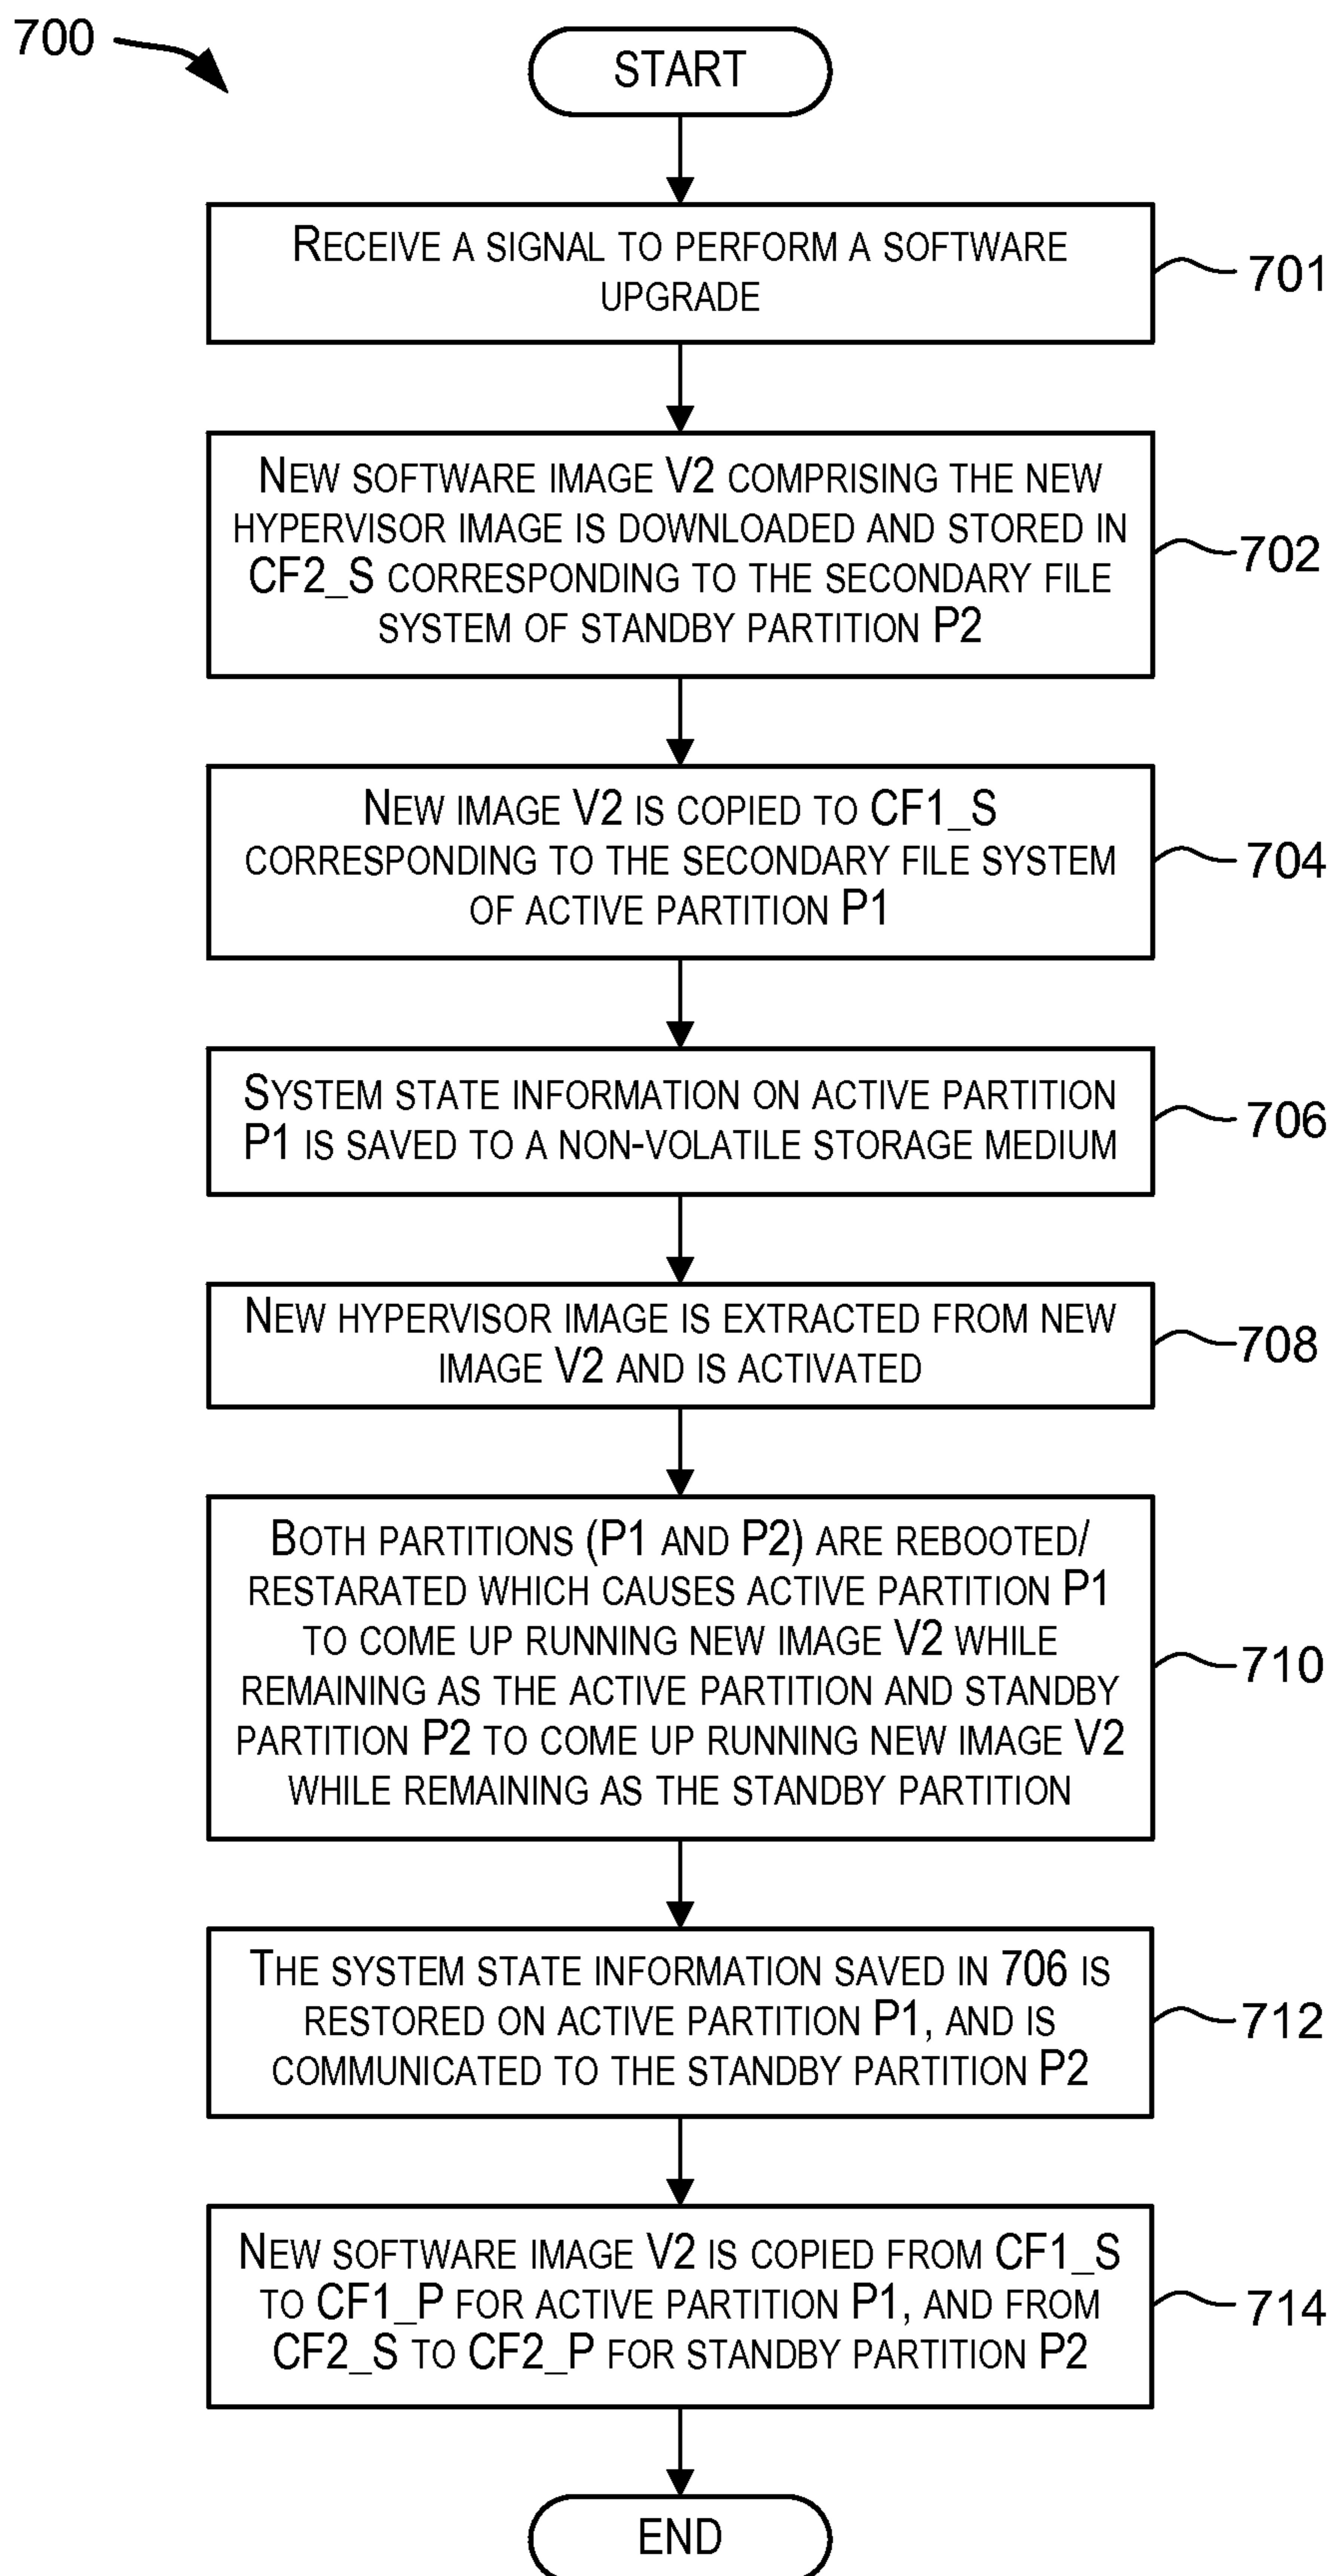 700
START
RECEIVE A SIGNAL TO PERFORM A SOFTWARE
UPGRADE
701
NEW SOFTWARE IMAGE V2 COMPRISING THE NEW
HYPERVISOR IMAGE IS DOWNLOADED AND STORED IN
CF2_S CORRESPONDING TO THE SECONDARY FILE
SYSTEM OF STANDBY PARTITION P2
702
NEW IMAGE V2 IS COPIED TO CF1_S
CORRESPONDING TO THE SECONDARY FILE SYSTEM
OF ACTIVE PARTITION P1
704
SYSTEM STATE INFORMATION ON ACTIVE PARTITION
P1 IS SAVED TO A NON-VOLATILE STORAGE MEDIUM
706
NEW HYPERVISOR IMAGE IS EXTRACTED FROM NEW
IMAGE V2 AND IS ACTIVATED
708
BOTH PARTITIONS (P1 AND P2) ARE REBOOTED/
RESTARATED WHICH CAUSES ACTIVE PARTITION P1
TO COME UP RUNNING NEW IMAGE V2 WHILE
REMAINING AS THE ACTIVE PARTITION AND STANDBY
PARTITION P2 TO COME UP RUNNING NEW IMAGE V2
WHILE REMAINING AS THE STANDBY PARTITION
710
THE SYSTEM STATE INFORMATION SAVED IN 706 IS
RESTORED ON ACTIVE PARTITION P1, AND IS
COMMUNICATED TO THE STANDBY PARTITION P2
712
NEW SOFTWARE IMAGE V2 IS COPIED FROM CF1_S
TO CF1_P FOR ACTIVE PARTITION P1, AND FROM
CF2_S TO CF2_P FOR STANDBY PARTITION P2
714
END